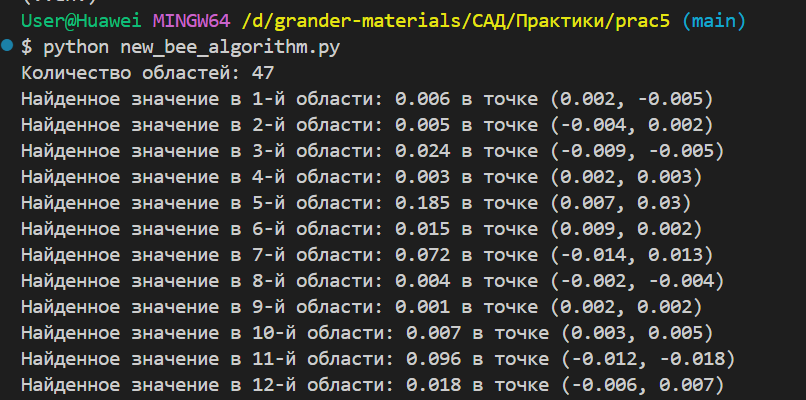 User@Huawei MINGW64 /d/grander-materials/САД/Практики/prac5 (main)
$ python new_bee_algorithm.py
Количество областей: 47
Найденное значение в 1-й области: 0.006 в точке (0.002, -0.005)
Найденное значение в 2-й области: 0.005 в точке (-0.004, 0.002)
Найденное значение в 3-й области: 0.024 в точке (-0.009, -0.005)
Найденное значение в 4-й области: 0.003 в точке (0.002, 0.003)
Найденное значение в 5-й области: 0.185 в точке (0.007, 0.03)
Найденное значение в 6-й области: 0.015 в точке (0.009, 0.002)
Найденное значение в 7-й области: 0.072 в точке (-0.014, 0.013)
Найденное значение в 8-й области: 0.004 в точке (-0.002, -0.004)
Найденное значение в 9-й области: 0.001 в точке (0.002, 0.002)
Найденное значение в 10-й области: 0.007 в точке (0.003, 0.005)
Найденное значение в 11-й области: 0.096 в точке (-0.012, -0.018)
Найденное значение в 12-й области: 0.018 в точке (-0.006, 0.007)